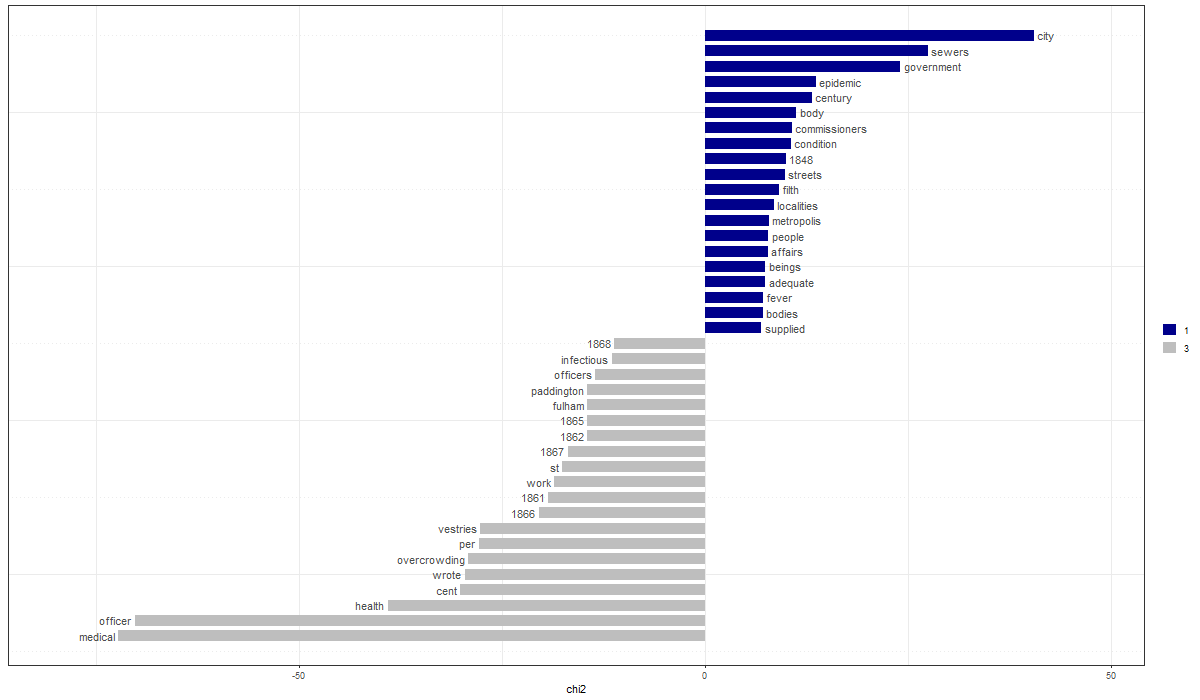 city
sewers
government
epidemic
century
body
commissioners
condition
1848
streets
filth
localities
metropolis
people
affairs
beings
adequate
fever
bodies
supplied
1
1868
3
infectious
officers
paddington
fulham
1865
1862
1867
st
work
1861
1866
vestries
per
overcrowding
wrote
cent
health
officer
medical
-50 0 50
chi2